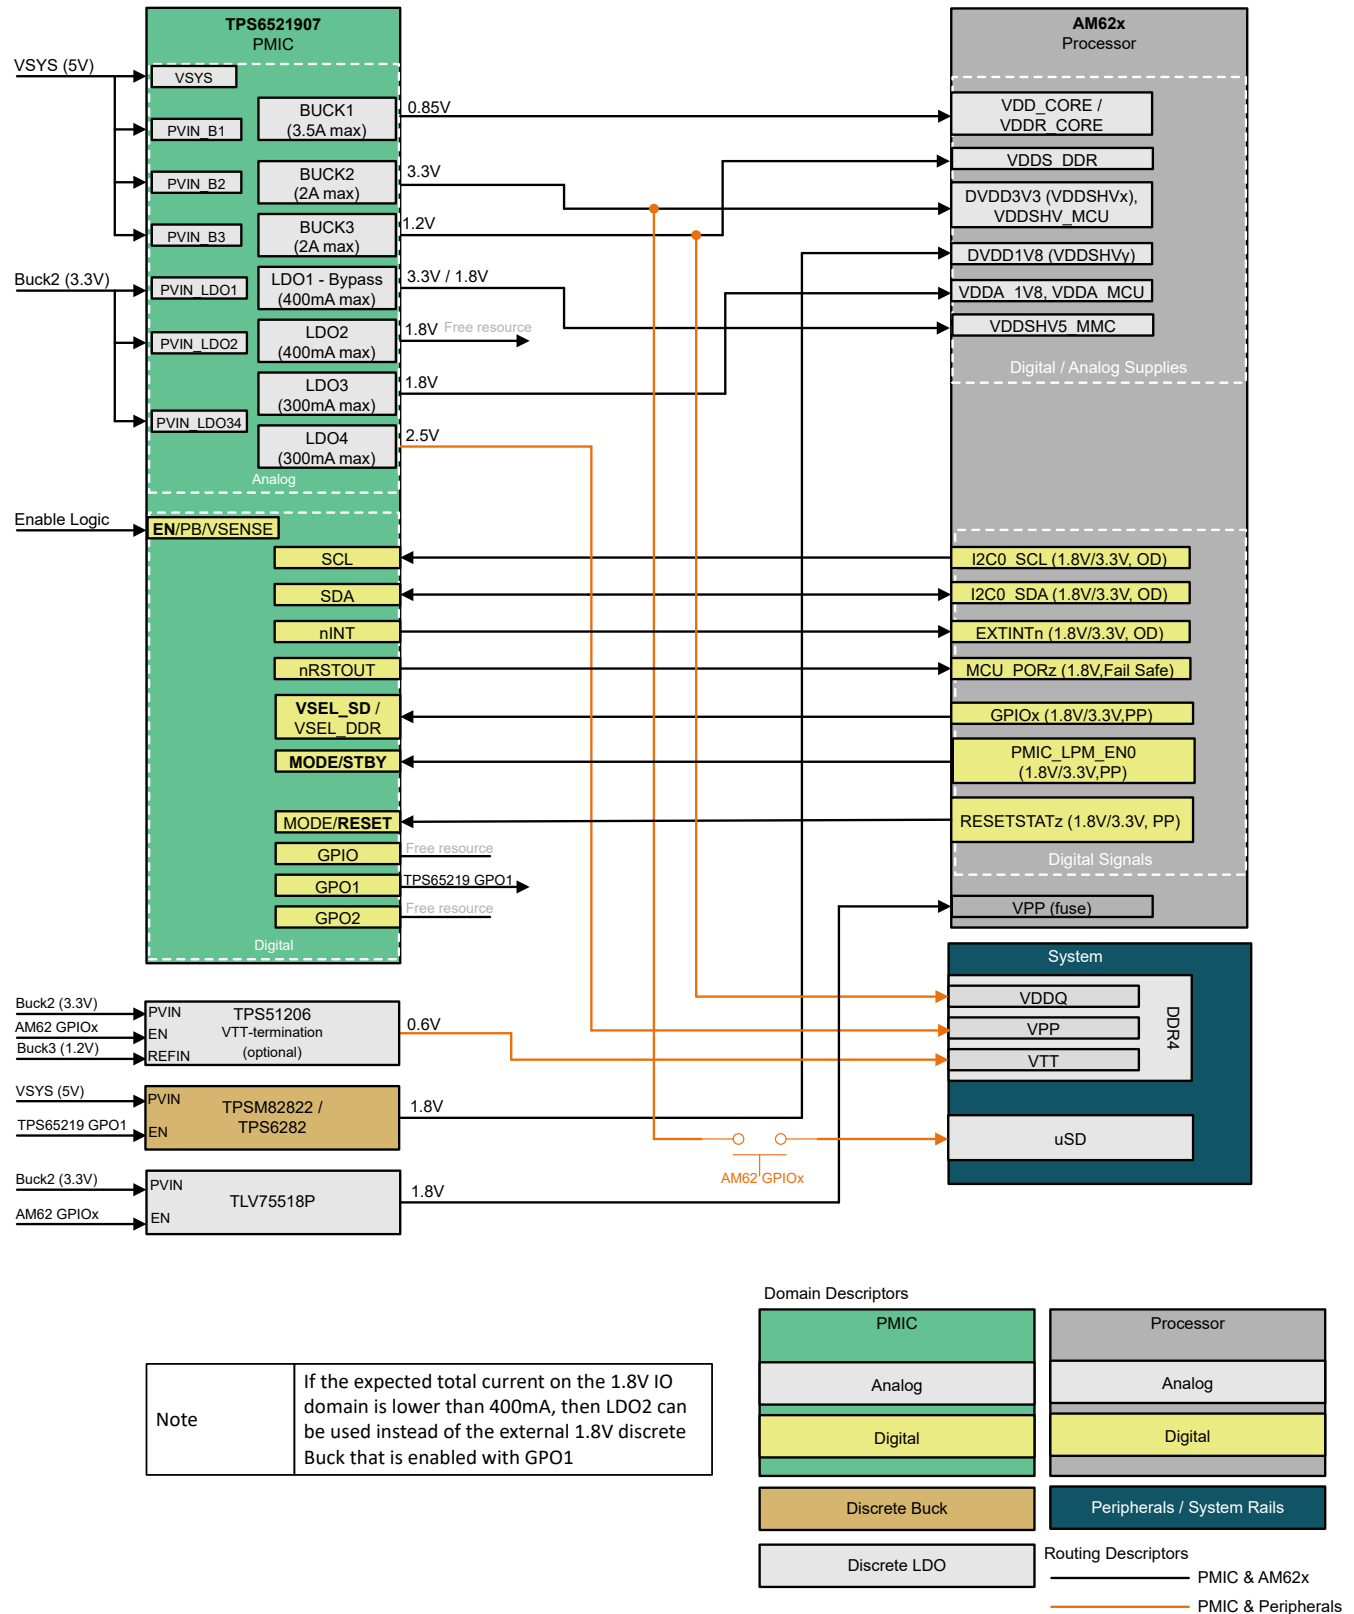 TPS6521907
PMIC
VSYS (5V)
VSYS
PVIN_B1
PVIN_B2
PVIN_B3
Buck2 (3.3V)
PVIN_LDO1
PVIN_LDO2
PVIN_LDO34
BUCK1
(3.5A max)
0.85V
BUCK2
(2A max)
3.3V
BUCK3
(2A max)
1.2V
LDO1 - Bypass
(400mA max)
3.3V / 1.8V
LDO2
(400mA max)
1.8V Free resource
LDO3
(300mA max)
1.8V
LDO4
(300mA max)
2.5V
Analog
Enable Logic
EN/PB/VSENSE
SCL
SDA
nINT
nRSTOUT
VSEL_SD /
VSEL_DDR
MODE/STBY
MODE/RESET
GPIO
Free resource
GPO1
TPS65219 GPO1
GPO2
Free resource
Digital
AM62x
Processor
VDD_CORE /
VDDR_CORE
VDDS_DDR
DVDD3V3 (VDDSHVx),
VDDSHV_MCU
DVDD1V8 (VDDSHVy)
VDDA_1V8, VDDA_MCU
VDDSHV5_MMC
Digital / Analog Supplies
I2C0_SCL (1.8V/3.3V, OD)
I2C0_SDA (1.8V/3.3V, OD)
EXTINTn (1.8V/3.3V, OD)
MCU_PORz (1.8V,Fail Safe)
GPIOx (1.8V/3.3V,PP)
PMIC_LPM_EN0
(1.8V/3.3V,PP)
RESETSTATz (1.8V/3.3V, PP)
Digital Signals
VPP (fuse)
System
VDDQ
VPP
VTT
DDR4
uSD
AM62 GPIOx
Buck2 (3.3V)
AM62 GPIOx
Buck3 (1.2V)
PVIN
EN
REFIN
TPS51206
VTT-termination
(optional)
0.6V
VSYS (5V)
TPS65219 GPO1
PVIN
EN
TPSM82822 /
TPS6282
1.8V
Buck2 (3.3V)
AM62 GPIOx
PVIN
EN
TLV75518P
1.8V
Note
If the expected total current on the 1.8V IO
domain is lower than 400mA, then LDO2 can
be used instead of the external 1.8V discrete
Buck that is enabled with GPO1
Domain Descriptors
PMIC
Analog
Digital
Processor
Analog
Digital
Discrete Buck
Peripherals / System Rails
Discrete LDO
Routing Descriptors
PMIC & AM62x
PMIC & Peripherals